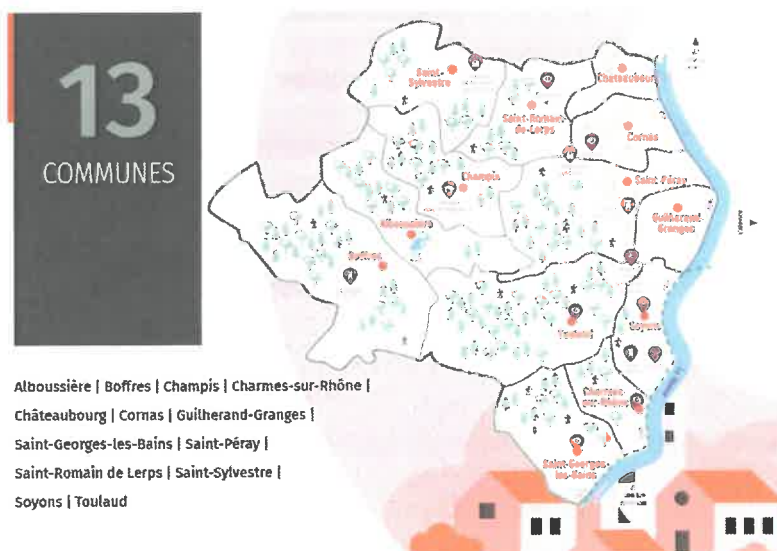 13
COMMUNES
Saint-
Sylvestre
Chateaubourg
Saint-Romain
de-Lerps
Cornas
Champis
Saint-Péray
Guilherand-
Granges
Alboussière
Boffres
Toulaud
Soyons
Charmes-
sur-Rhône
Saint-Georges-
les-Bains
Alboussière | Boffres | Champis | Charmes-sur-Rhône |
Châteaubourg | Cornas | Guilherand-Granges |
Saint-Georges-les-Bains | Saint-Péray |
Saint-Romain de Lerps | Saint-Sylvestre |
Soyons | Toulaud